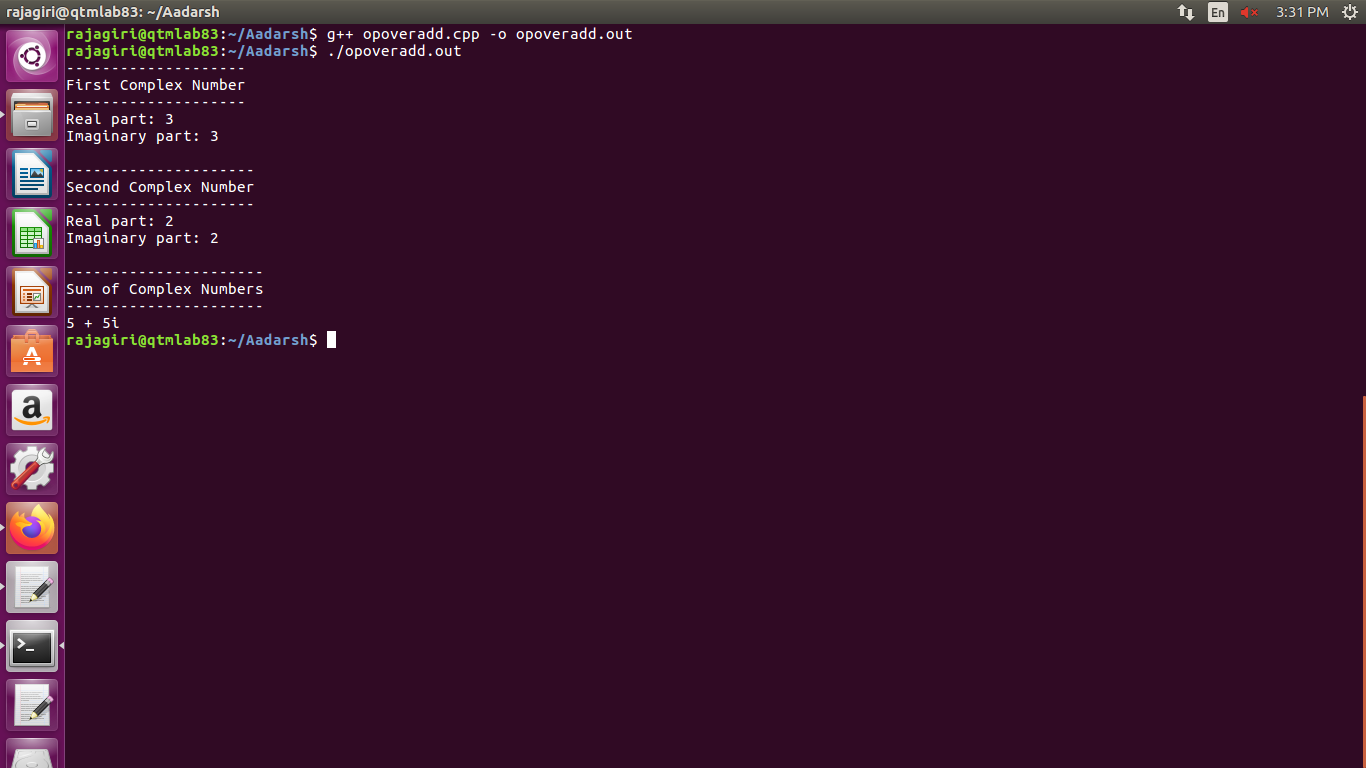 rajagiri@qtmlab83: ~/Aadarsh
En
3:31 PM
rajagiri@qtmlab83:~/Aadarsh$ g++ opoveradd.cpp -o opoveradd.out
rajagiri@qtmlab83:~/Aadarsh$ ./opoveradd.out
--------------------
First Complex Number
--------------------
Real part: 3
Imaginary part: 3
---------------------
Second Complex Number
---------------------
Real part: 2
Imaginary part: 2
----------------------
Sum of Complex Numbers
----------------------
5 + 5i
rajagiri@qtmlab83:~/Aadarsh$